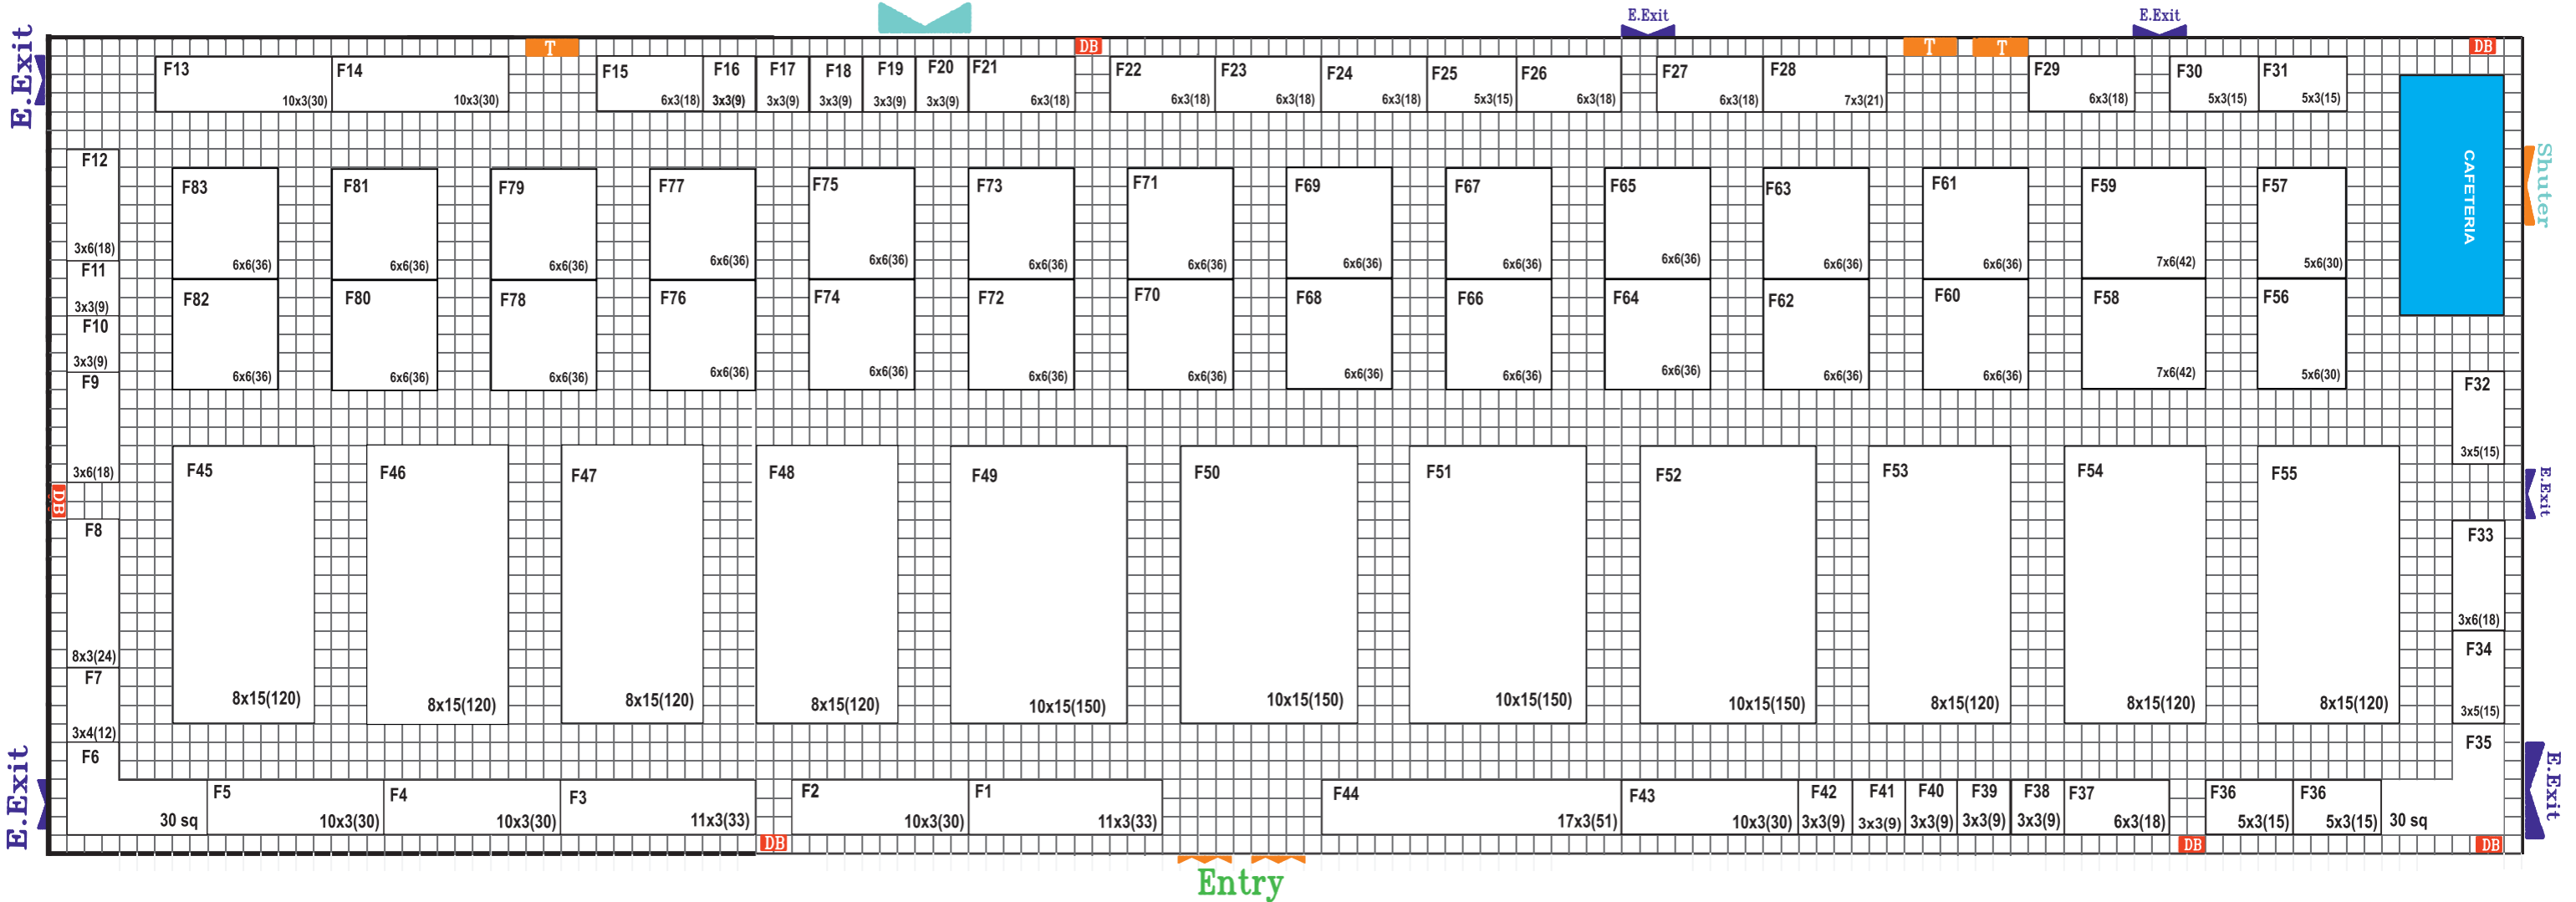 E.Exit
E.Exit
E.Exit
T
DB
T
T
DB
F13
10x3(30)
F14
10x3(30)
F15
6x3(18)
F16
3x3(9)
F17
3x3(9)
F18
3x3(9)
F19
3x3(9)
F20
3x3(9)
F21
6x3(18)
F22
6x3(18)
F23
6x3(18)
F24
6x3(18)
F25
5x3(15)
F26
6x3(18)
F27
6x3(18)
F28
7x3(21)
F29
6x3(18)
F30
5x3(15)
F31
5x3(15)
CAFETERIA
Shuter
F12
3x6(18)
F11
3x3(9)
F10
3x3(9)
F9
3x6(18)
DB
F8
8x3(24)
F7
3x4(12)
F6
30 sq
F83
6x6(36)
F81
6x6(36)
F79
6x6(36)
F77
6x6(36)
F75
6x6(36)
F73
6x6(36)
F71
6x6(36)
F69
6x6(36)
F67
6x6(36)
F65
6x6(36)
F63
6x6(36)
F61
6x6(36)
F59
7x6(42)
F57
5x6(30)
F82
6x6(36)
F80
6x6(36)
F78
6x6(36)
F76
6x6(36)
F74
6x6(36)
F72
6x6(36)
F70
6x6(36)
F68
6x6(36)
F66
6x6(36)
F64
6x6(36)
F62
6x6(36)
F60
6x6(36)
F58
7x6(42)
F56
5x6(30)
F32
3x5(15)
E.Exit
F33
3x6(18)
F34
3x5(15)
F35
30 sq
F45
8x15(120)
F46
8x15(120)
F47
8x15(120)
F48
8x15(120)
F49
10x15(150)
F50
10x15(150)
F51
10x15(150)
F52
10x15(150)
F53
8x15(120)
F54
8x15(120)
F55
8x15(120)
E.Exit
F5
10x3(30)
F4
10x3(30)
F3
11x3(33)
DB
F2
10x3(30)
F1
11x3(33)
F44
17x3(51)
F43
10x3(30)
F42
3x3(9)
F41
3x3(9)
F40
3x3(9)
F39
3x3(9)
F38
3x3(9)
F37
6x3(18)
DB
F36
5x3(15)
F36
5x3(15)
DB
E.Exit
Entry